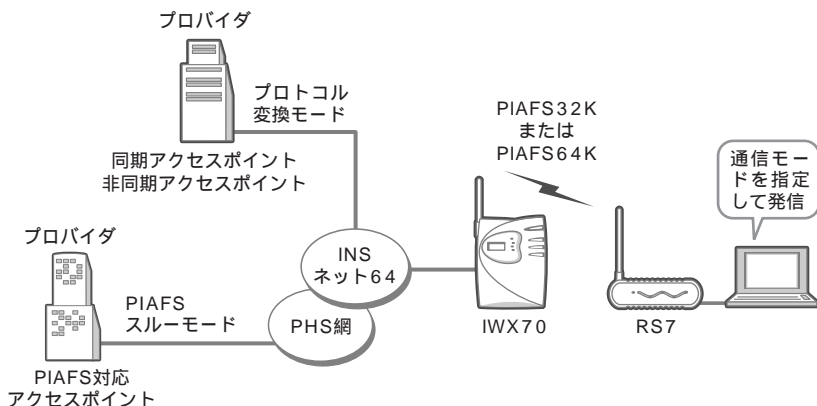 プロバイダ
プロトコル
変換モード
同期アクセスポイント
非同期アクセスポイント
PIAFS32K
または
PIAFS64K
通信モー
ドを指定
して発信
プロバイダ
INS
ネット64
PIAFS
スルーモード
PHS網
IWX70
RS7
PIAFS対応
アクセスポイント